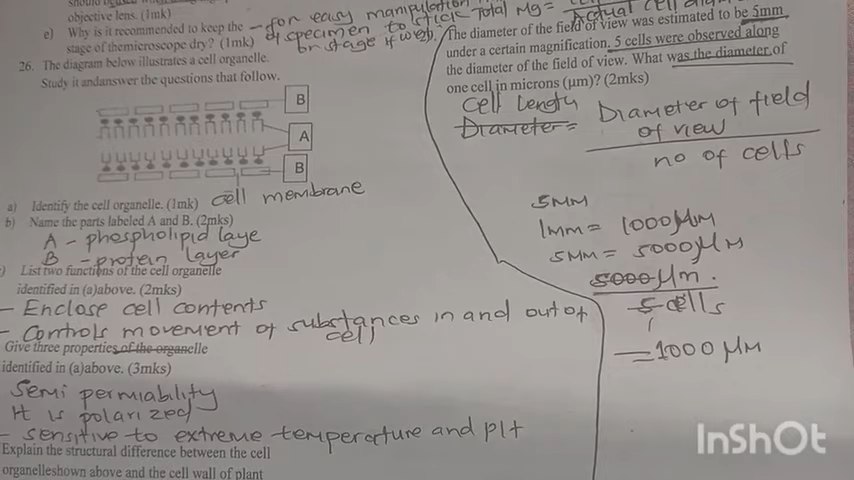 objective lens. (1mk)
e) Why is it recommended to keep the
stage of themicroscope dry? (1mk)
- for easy manipulation
of specimen to stick
on stage if wet.
26. The diagram below illustrates a cell organelle.
Study it andanswer the questions that follow.
B
A
B
a) Identify the cell organelle. (1mk) cell membrane
b) Name the parts labeled A and B. (2mks)
A - phospholipid laye
B - protein layer
List two functions of the cell organelle
identified in (a)above. (2mks)
- Enclose cell contents
- Controls movement of substances in and out of
cell
Give three properties of the organelle
identified in (a)above. (3mks)
Semi permiability
It is polarized
- sensitive to extreme temperature and PH
Explain the structural difference between the cell
organelleshown above and the cell wall of plant
Total Mg =
Actual cell
The diameter of the field of view was estimated to be 5mm
under a certain magnification. 5 cells were observed along
the diameter of the field of view. What was the diameter of
one cell in microns (μm)? (2mks)
Cell Length
Diameter = Diameter of field
of view
no of cells
5MM
1MM = 1000μM
5MM = 5000μM
5000μm.
5 cells
1
= 1000 μM
InShOt